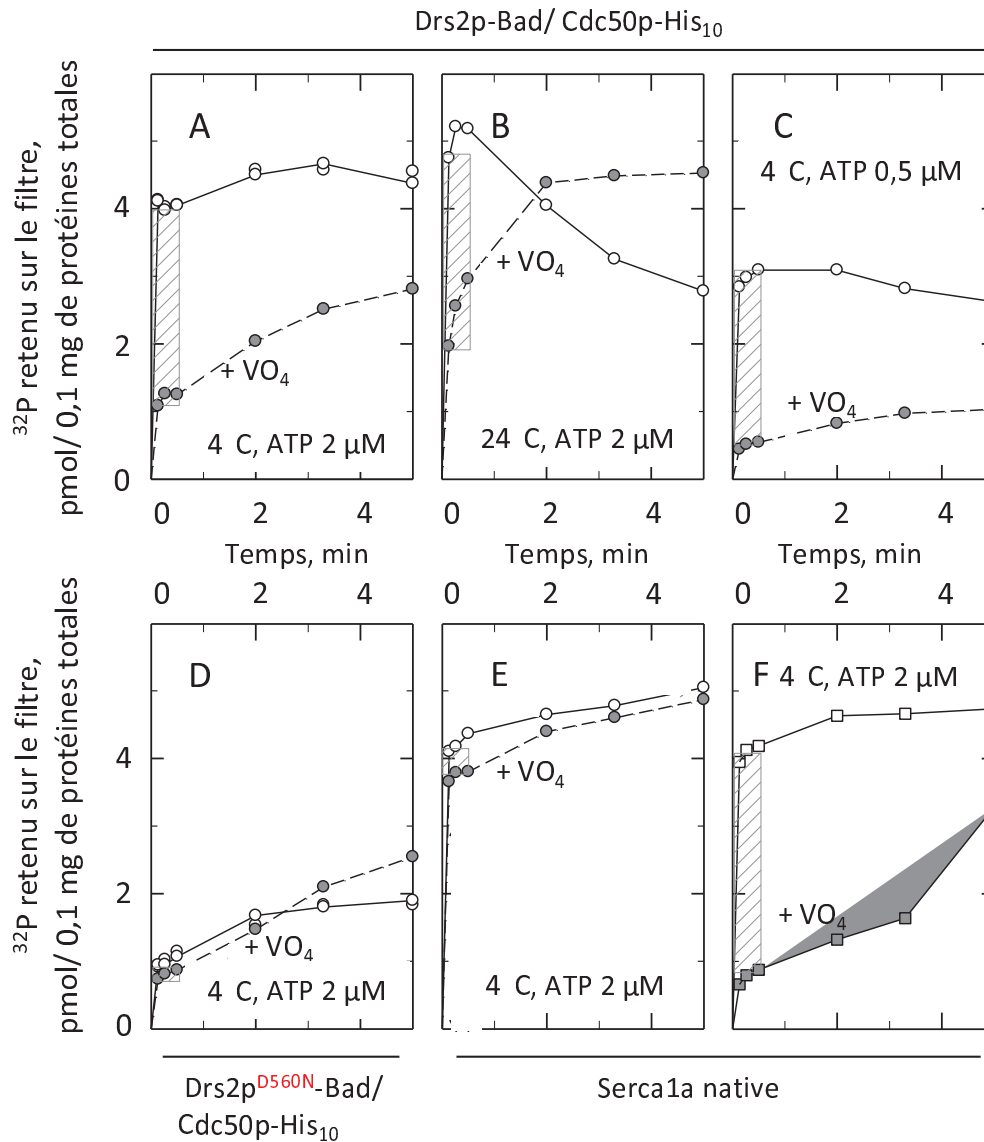 Drs2p-Bad/ Cdc50p-His10
32P retenu sur le filtre,
pmol/ 0,1 mg de protéines totales
A
B
C
4 C, ATP 0,5 µM
+ VO4
+ VO4
+ VO4
4 C, ATP 2 µM
24 C, ATP 2 µM
4
2
0
0 2 4
0 2 4
0 2 4
Temps, min
Temps, min
Temps, min
0 2 4
0 2 4
0 2 4
32P retenu sur le filtre,
pmol/ 0,1 mg de protéines totales
D
E
F
4 C, ATP 2 µM
+ VO4
+ VO4
+ VO4
4 C, ATP 2 µM
4 C, ATP 2 µM
4
2
0
Drs2pD560N-Bad/
Cdc50p-His10
Serca1a native